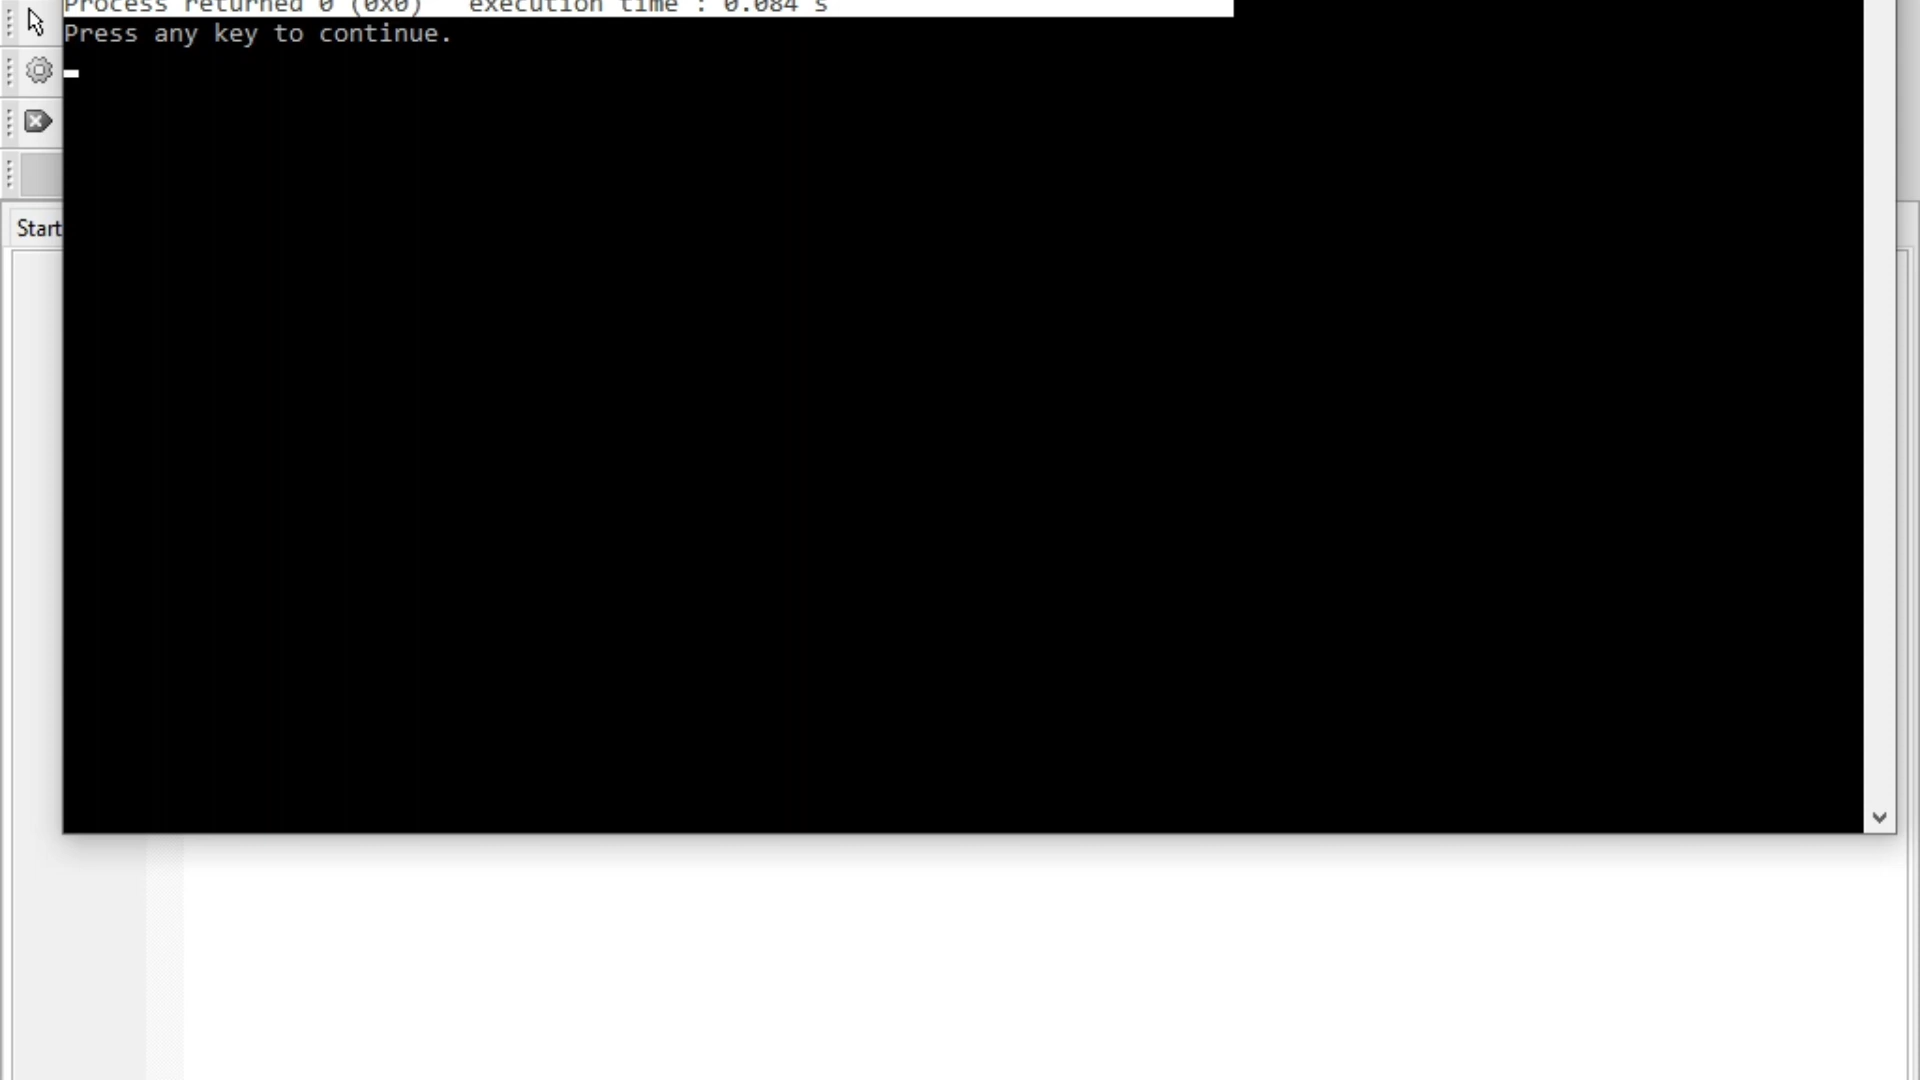 Process returned 0 (0x0)   execution time : 0.084 s
Press any key to continue.
Start